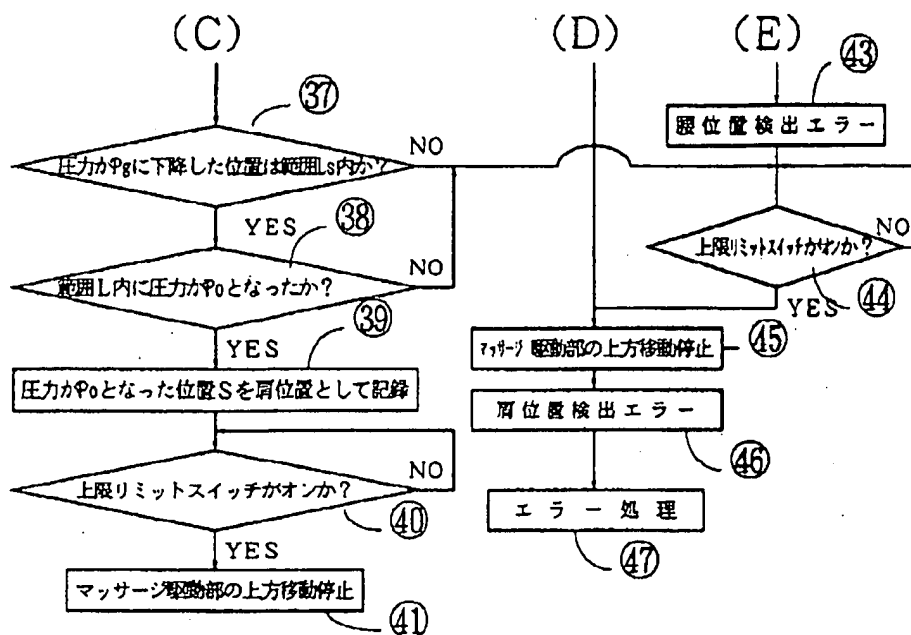 (C)
(D)
(E)
㊲
圧力がPgに下降した位置は範囲Ls内か?
NO
YES
㊳
範囲L内に圧力がPoとなったか?
NO
YES
㊴
圧力がPoとなった位置Sを肩位置として記録
上限リミットスイッチがオンか?
NO
㊵
YES
マッサージ駆動部の上方移動停止
㊶
㊸
腰位置検出エラー
上限リミットスイッチがオンか?
NO
YES
㊹
マッサージ駆動部の上方移動停止
㊺
肩位置検出エラー
㊻
エラー処理
㊼